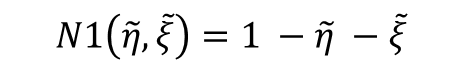 N1(η̃, ξ̃) = 1 − η̃ − ξ̃